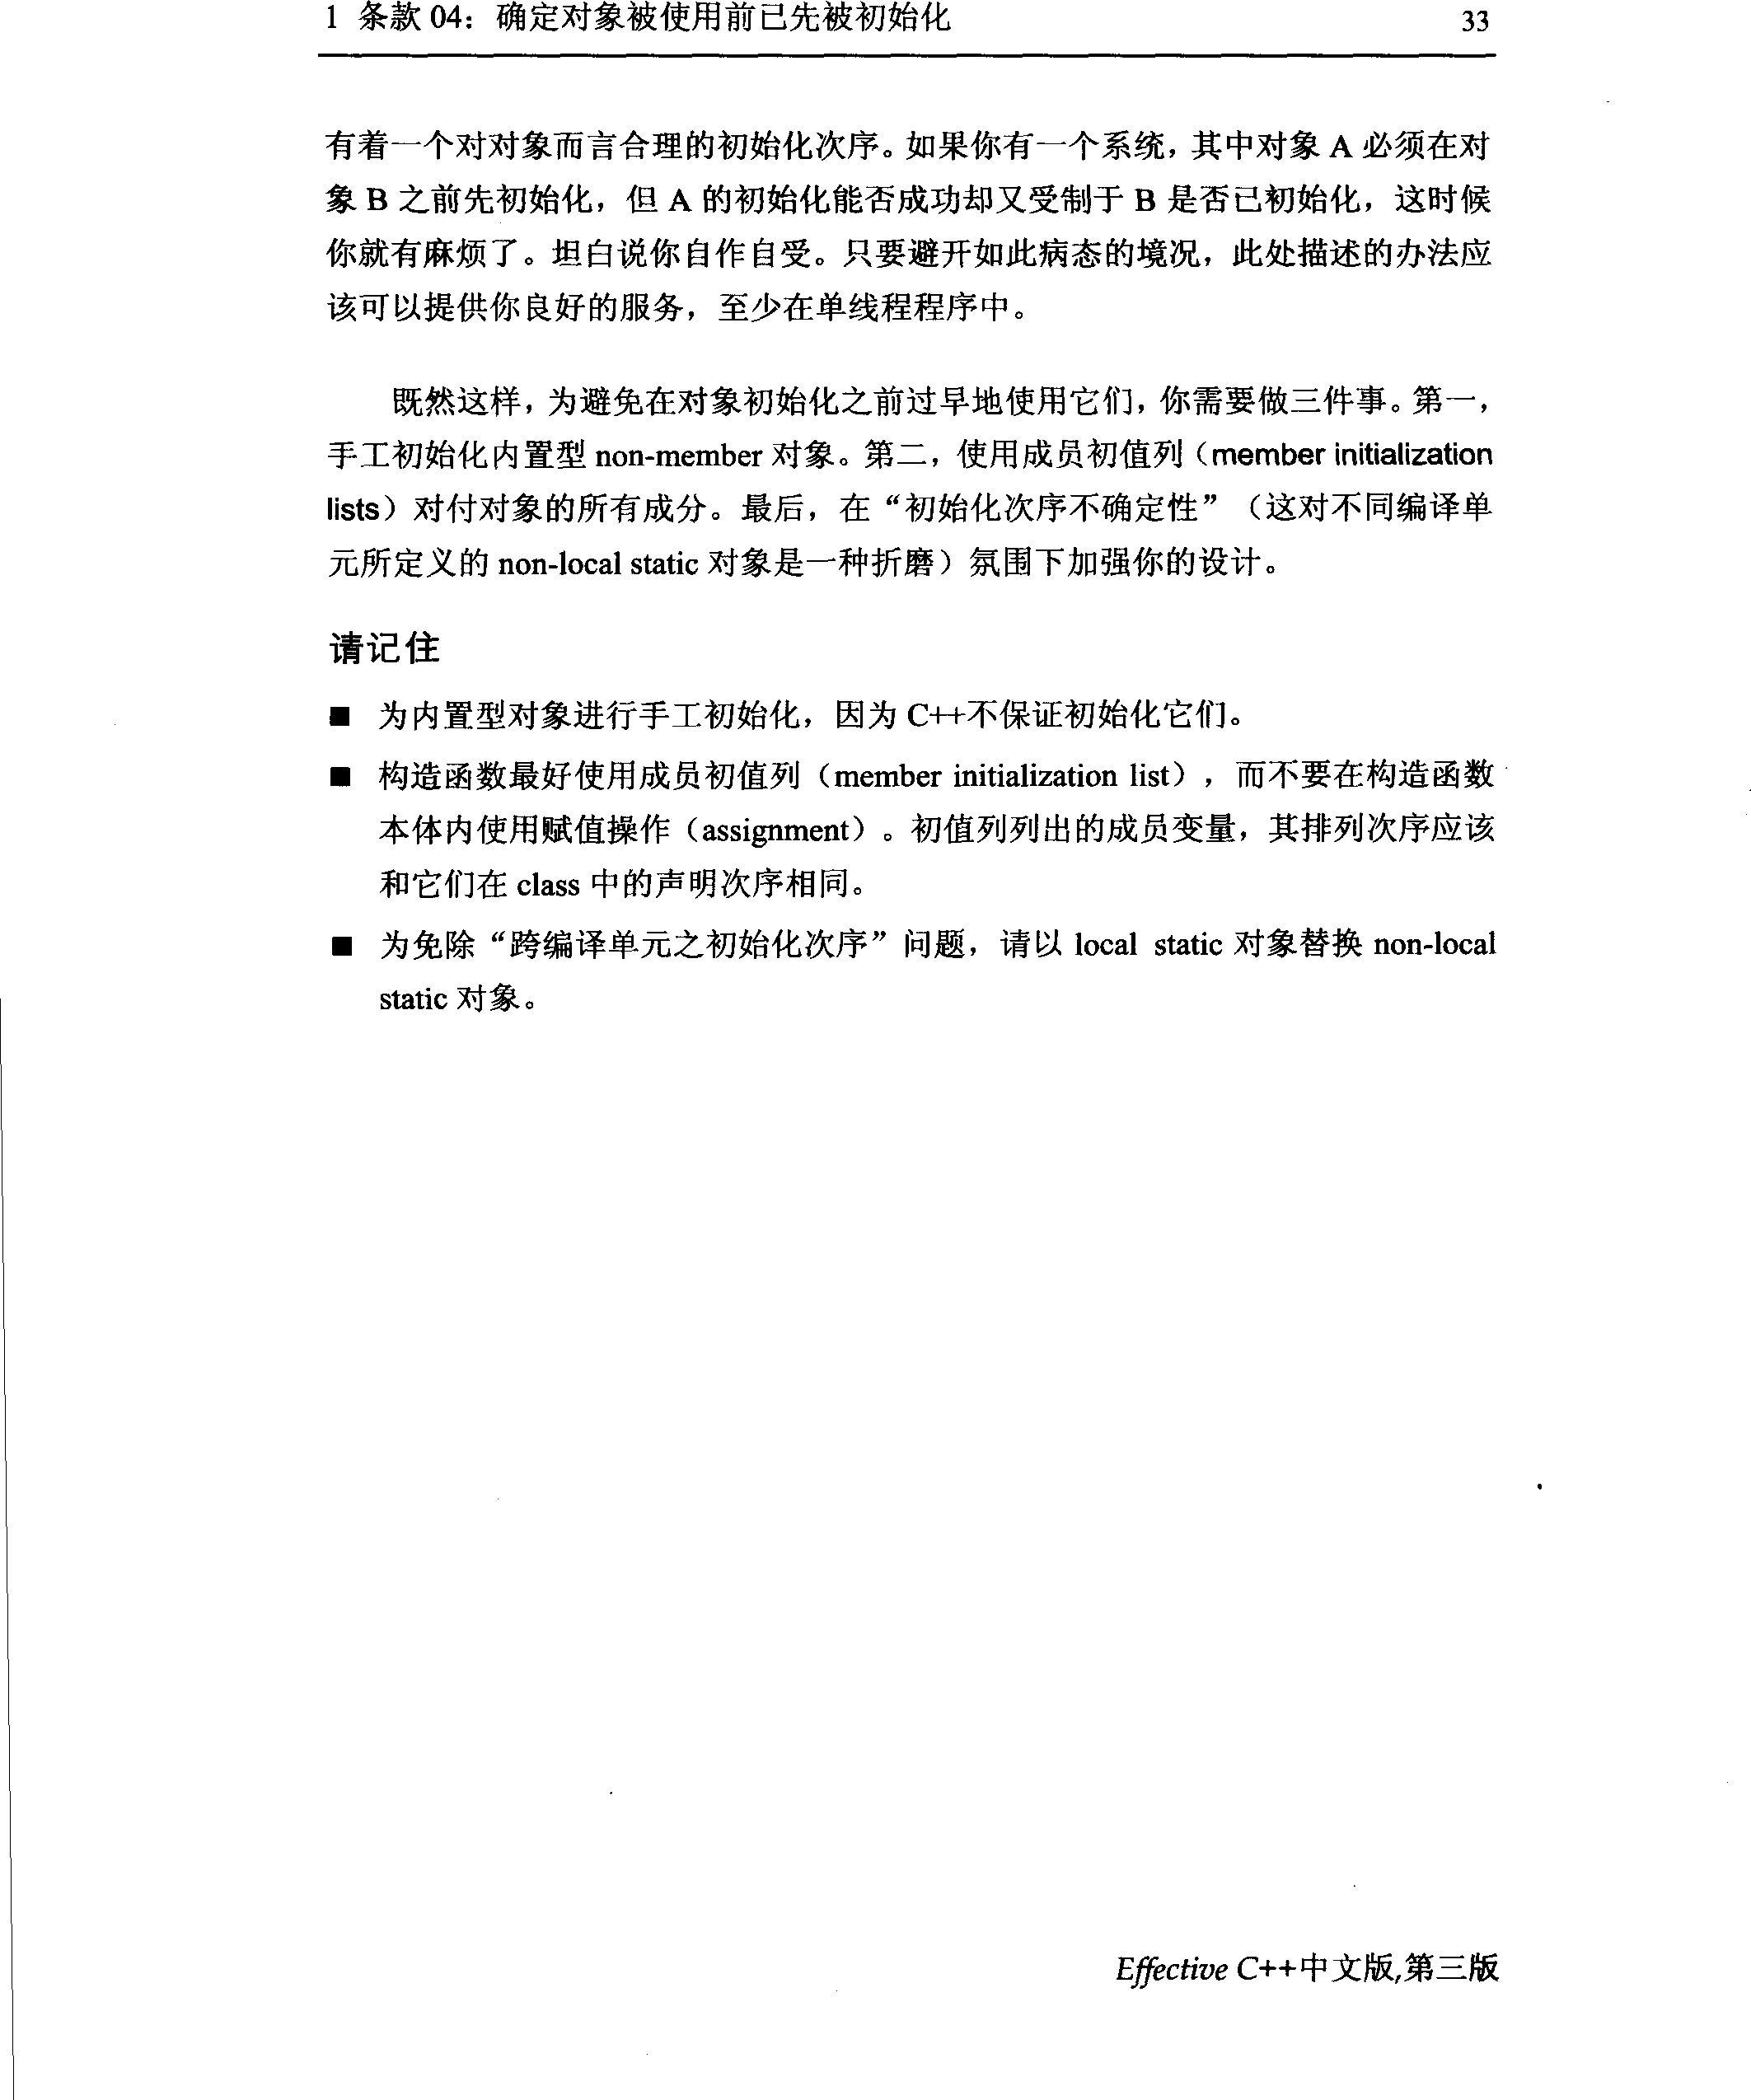 1 条款 04：确定对象被使用前已先被初始化 33
有着一个对对象而言合理的初始化次序。如果你有一个系统，其中对象 A 必须在对
象 B 之前先初始化，但 A 的初始化能否成功却又受制于 B 是否已初始化，这时候
你就有麻烦了。坦白说你自作自受。只要避开如此病态的境况，此处描述的办法应
该可以提供你良好的服务，至少在单线程程序中。
既然这样，为避免在对象初始化之前过早地使用它们，你需要做三件事。第一，
手工初始化内置型 non-member 对象。第二，使用成员初值列（member initialization
lists）对付对象的所有成分。最后，在“初始化次序不确定性”（这对不同编译单
元所定义的 non-local static 对象是一种折磨）氛围下加强你的设计。
请记住
■ 为内置型对象进行手工初始化，因为 C++不保证初始化它们。
■ 构造函数最好使用成员初值列（member initialization list），而不要在构造函数
本体内使用赋值操作（assignment）。初值列列出的成员变量，其排列次序应该
和它们在 class 中的声明次序相同。
■ 为免除“跨编译单元之初始化次序”问题，请以 local static 对象替换 non-local
static 对象。
Effective C++中文版,第三版